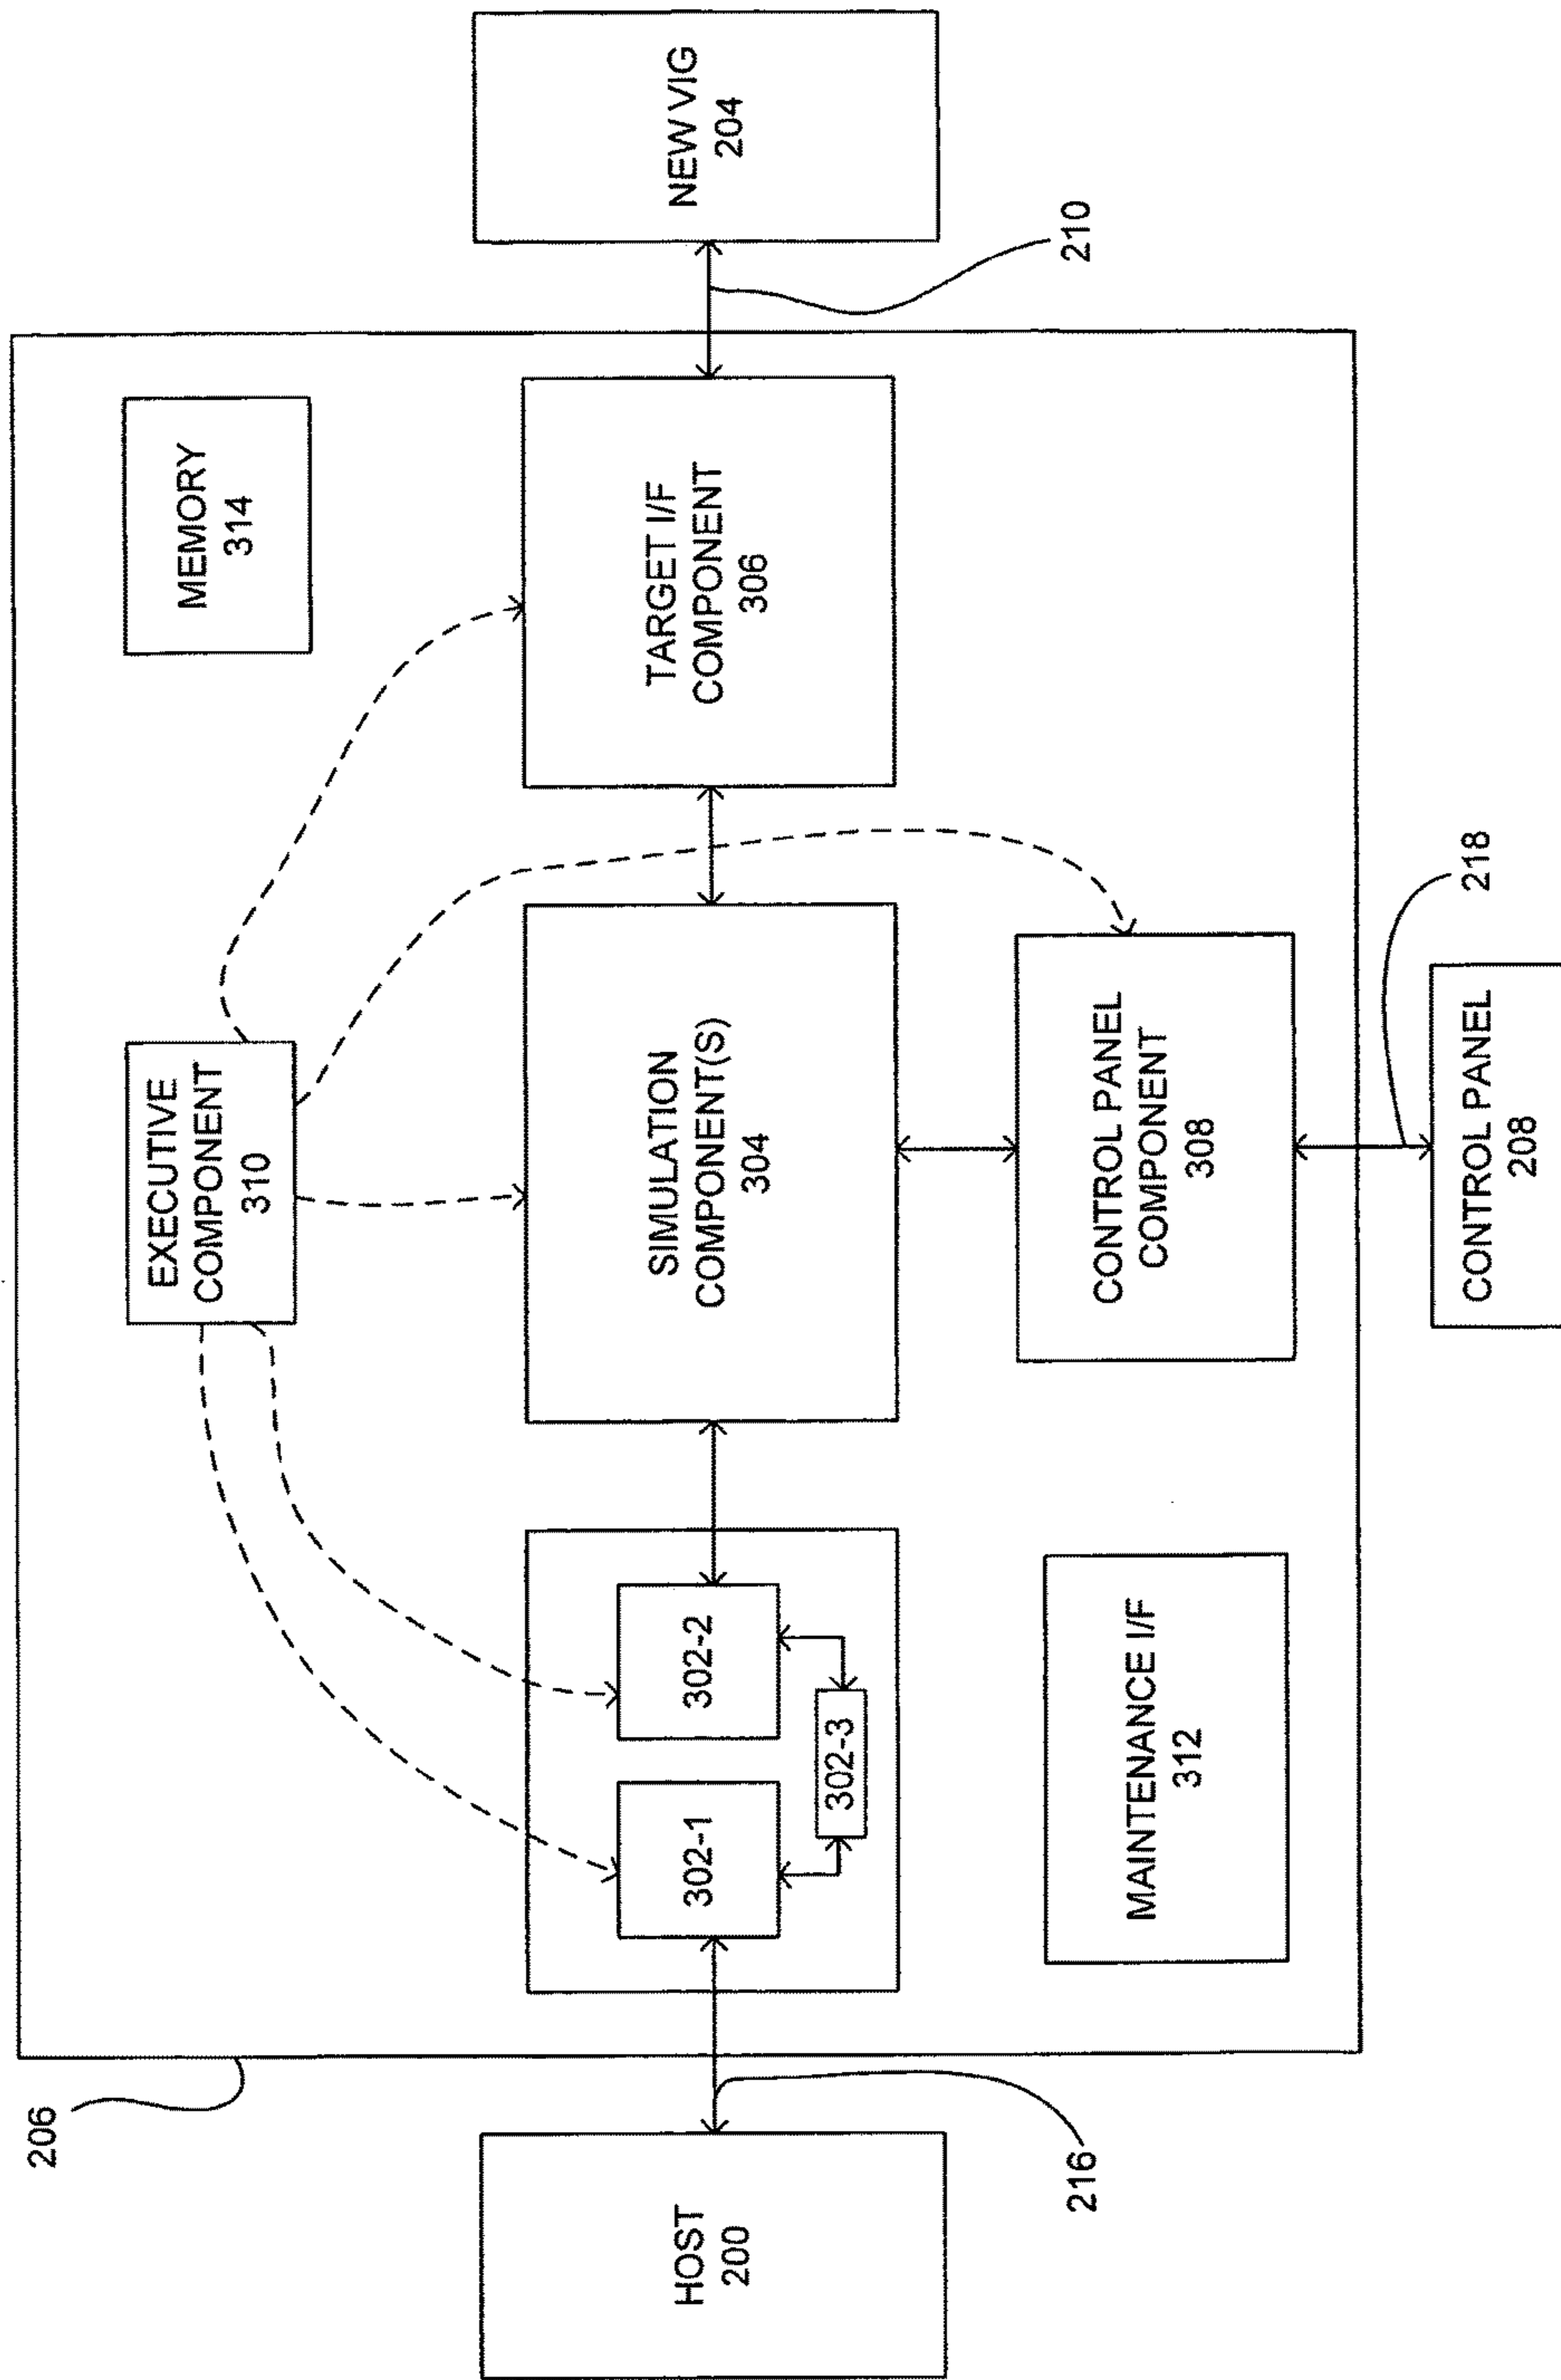 206
EXECUTIVE
COMPONENT
310
MEMORY
314
HOST
200
216
302-1
302-2
302-3
SIMULATION
COMPONENT(S)
304
TARGET I/F
COMPONENT
306
NEW VIG
204
210
MAINTENANCE I/F
312
CONTROL PANEL
COMPONENT
308
218
CONTROL PANEL
208